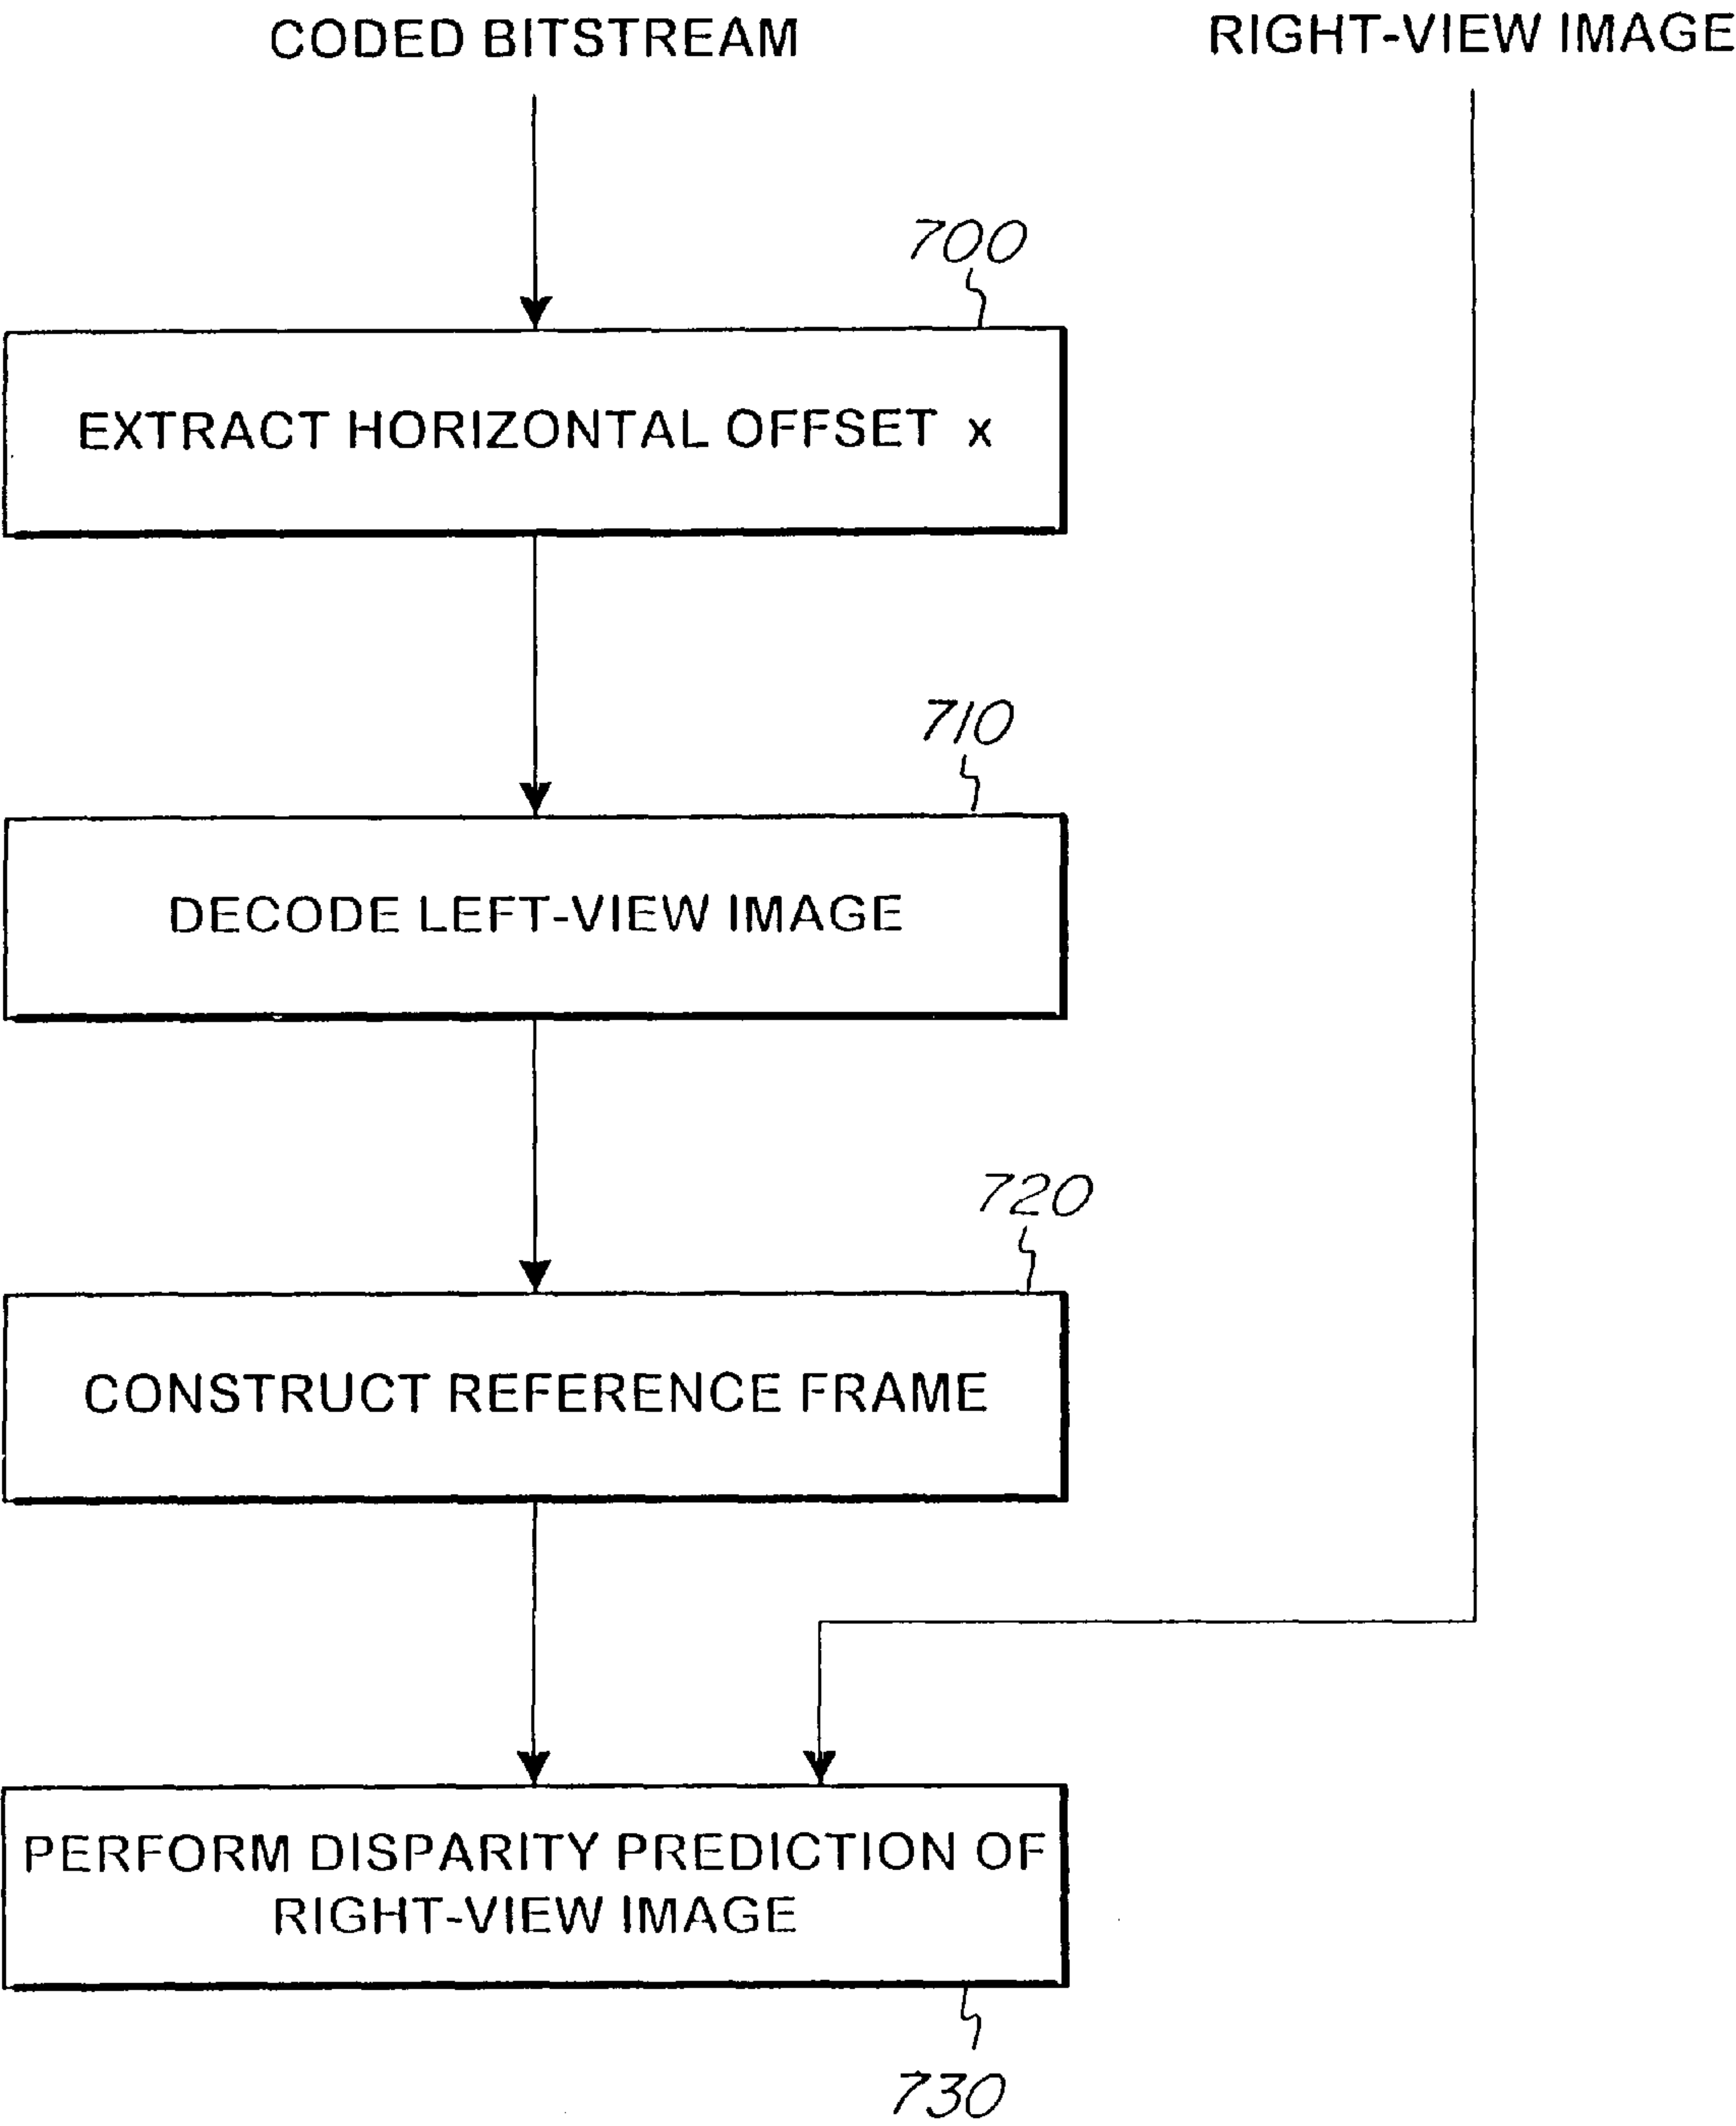 CODED BITSTREAM
RIGHT-VIEW IMAGE
700
EXTRACT HORIZONTAL OFFSET x
710
DECODE LEFT-VIEW IMAGE
720
CONSTRUCT REFERENCE FRAME
PERFORM DISPARITY PREDICTION OF
RIGHT-VIEW IMAGE
730